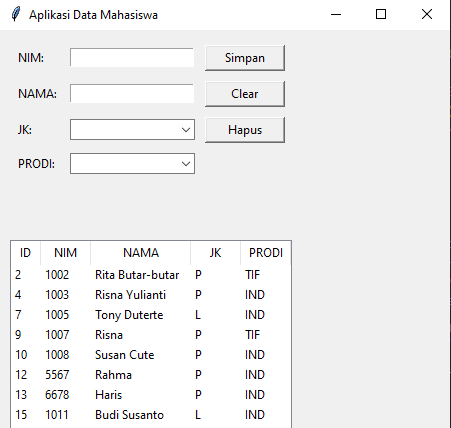 Aplikasi Data Mahasiswa
NIM: Simpan
NAMA: Clear
JK: Hapus
PRODI:
ID NIM NAMA JK PRODI
2 1002 Rita Butar-butar P TIF
4 1003 Risna Yulianti P IND
7 1005 Tony Duterte L IND
9 1007 Risna P TIF
10 1008 Susan Cute P IND
12 5567 Rahma P IND
13 6678 Haris P IND
15 1011 Budi Susanto L IND